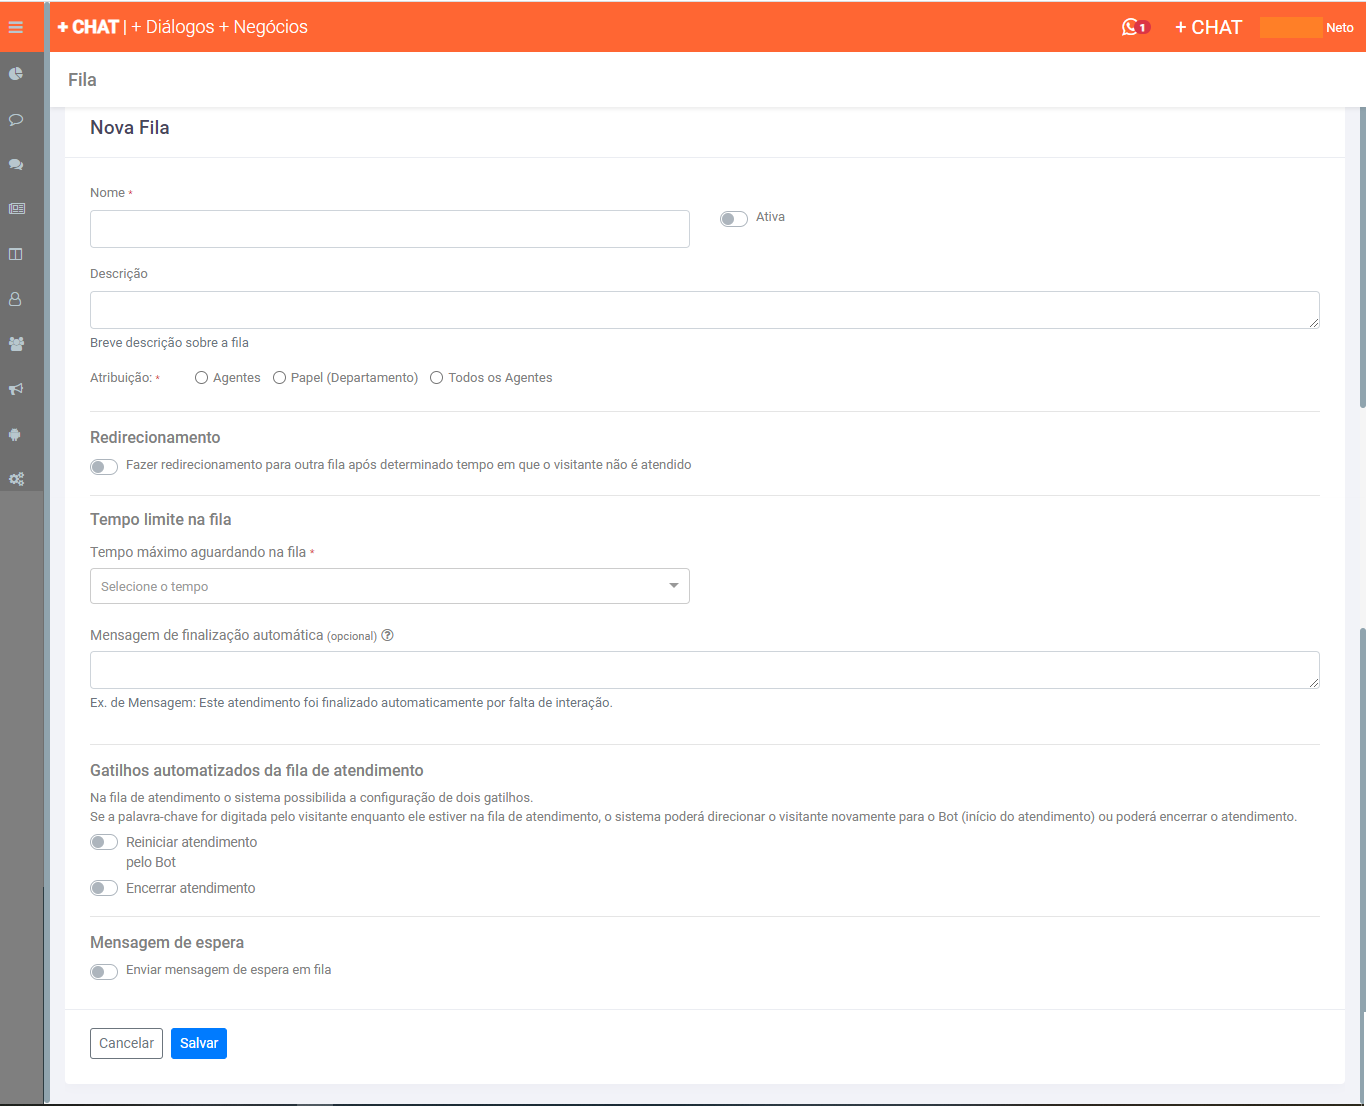 + CHAT | + Diálogos + Negócios
1
+ CHAT
Neto
Fila
Nova Fila
Nome *
Ativa
Descrição
Breve descrição sobre a fila
Atribuição: * Agentes Papel (Departamento) Todos os Agentes
Redirecionamento
Fazer redirecionamento para outra fila após determinado tempo em que o visitante não é atendido
Tempo limite na fila
Tempo máximo aguardando na fila *
Selecione o tempo
Mensagem de finalização automática (opcional) ?
Ex. de Mensagem: Este atendimento foi finalizado automaticamente por falta de interação.
Gatilhos automatizados da fila de atendimento
Na fila de atendimento o sistema possibilida a configuração de dois gatilhos.
Se a palavra-chave for digitada pelo visitante enquanto ele estiver na fila de atendimento, o sistema poderá direcionar o visitante novamente para o Bot (início do atendimento) ou poderá encerrar o atendimento.
Reiniciar atendimento
pelo Bot
Encerrar atendimento
Mensagem de espera
Enviar mensagem de espera em fila
Cancelar Salvar